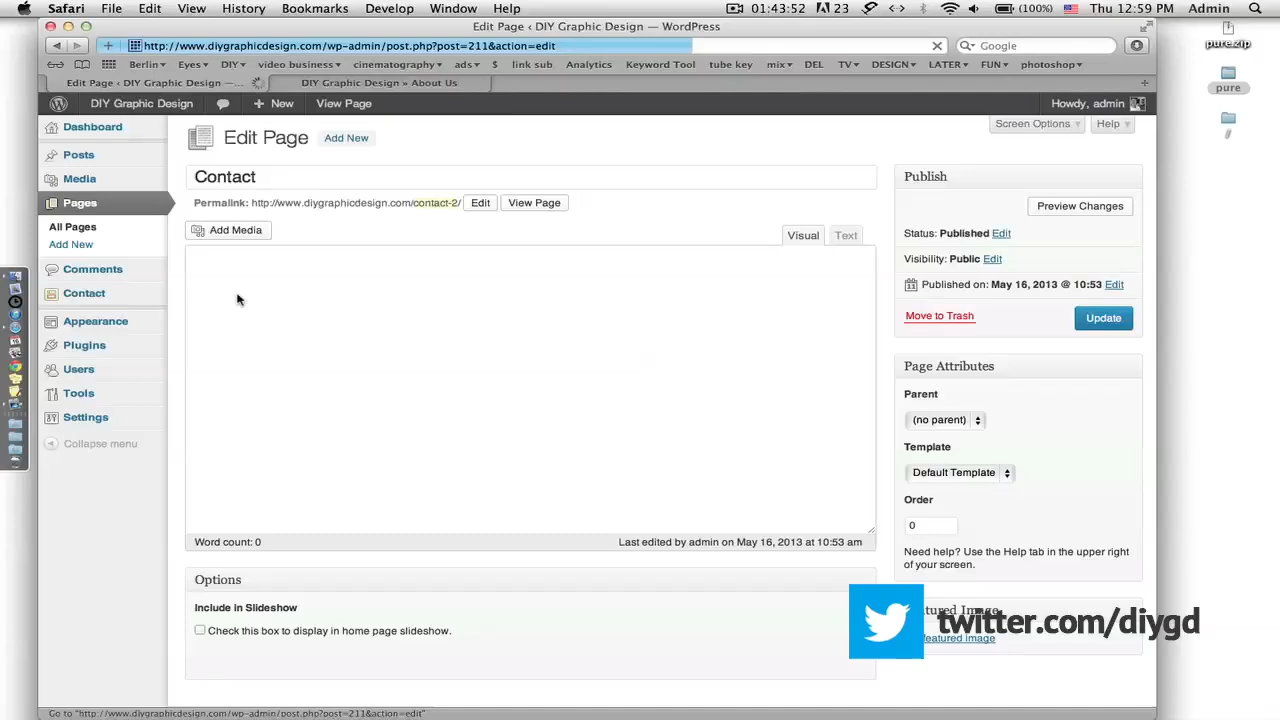 Safari File Edit View History Bookmarks Develop Window Help 01:43:52 23 (100%) Thu 12:59 PM Admin
Edit Page ‹ DIY Graphic Design — WordPress
http://www.diygraphicdesign.com/wp-admin/post.php?post=211&action=edit Google
Berlin Eyes DIY video business cinematography ads $ link sub Analytics Keyword Tool tube key mix DEL TV DESIGN LATER FUN photoshop
Edit Page ‹ DIY Graphic Design —... DIY Graphic Design » About Us
DIY Graphic Design + New View Page Howdy, admin
pure.zip
pure
//
Dashboard
Posts
Media
Pages
All Pages
Add New
Comments
Contact
Appearance
Plugins
Users
Tools
Settings
Collapse menu
Screen Options Help
Edit Page Add New
Contact
Permalink: http://www.diygraphicdesign.com/contact-2/ Edit View Page
Add Media Visual Text
Word count: 0 Last edited by admin on May 16, 2013 at 10:53 am
Options
Include in Slideshow
Check this box to display in home page slideshow.
Publish
Preview Changes
Status: Published Edit
Visibility: Public Edit
Published on: May 16, 2013 @ 10:53 Edit
Move to Trash Update
Page Attributes
Parent
(no parent)
Template
Default Template
Order
0
Need help? Use the Help tab in the upper right
of your screen.
Image
featured image
twitter.com/diygd
Go to "http://www.diygraphicdesign.com/wp-admin/post.php?post=211&action=edit"